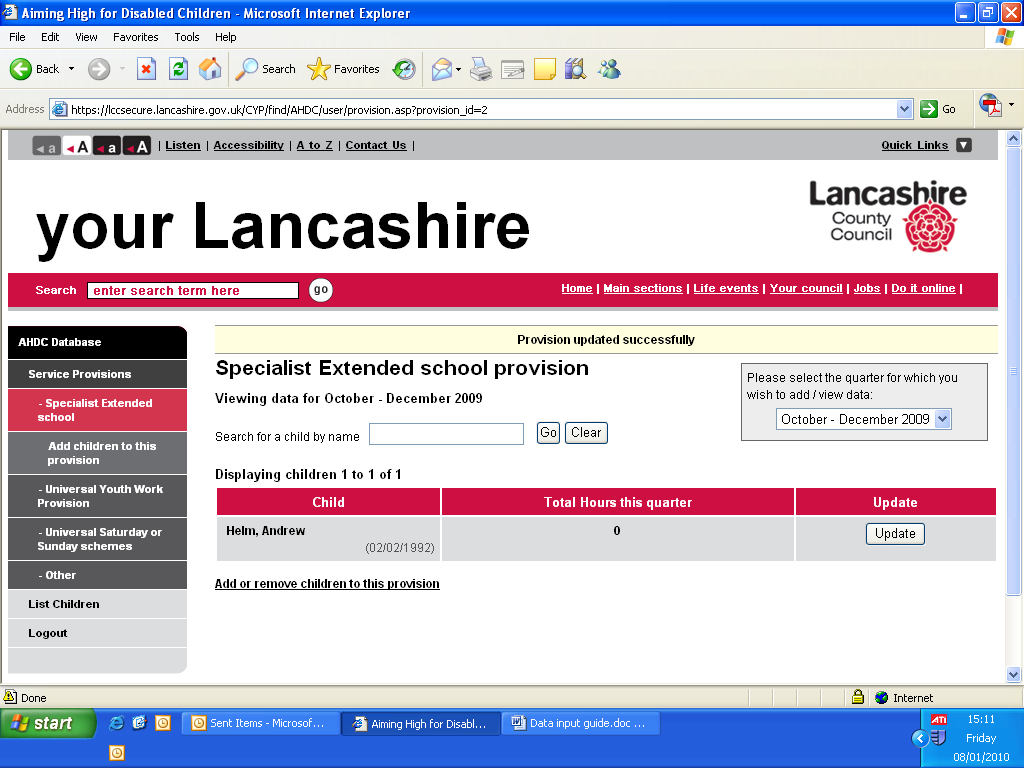 Aiming High for Disabled Children - Microsoft Internet Explorer
File Edit View Favorites Tools Help
Back Search Favorites
Address https://lccsecure.lancashire.gov.uk/CYP/find/AHDC/user/provision.asp?provision_id=2 Go
a A a A | Listen | Accessibility | A to Z | Contact Us | Quick Links
your Lancashire
Lancashire
County
Council
Search enter search term here go Home | Main sections | Life events | Your council | Jobs | Do it online |
AHDC Database
Service Provisions
- Specialist Extended
school
Add children to this
provision
- Universal Youth Work
Provision
- Universal Saturday or
Sunday schemes
- Other
List Children
Logout
Provision updated successfully
Specialist Extended school provision
Viewing data for October - December 2009
Please select the quarter for which you
wish to add / view data:
October - December 2009
Search for a child by name Go Clear
Displaying children 1 to 1 of 1
Child Total Hours this quarter Update
Helm, Andrew 0 Update
(02/02/1992)
Add or remove children to this provision
Done Internet
start Sent Items - Microsof... Aiming High for Disabl... Data input guide.doc ... ATI 15:11
Friday
08/01/2010